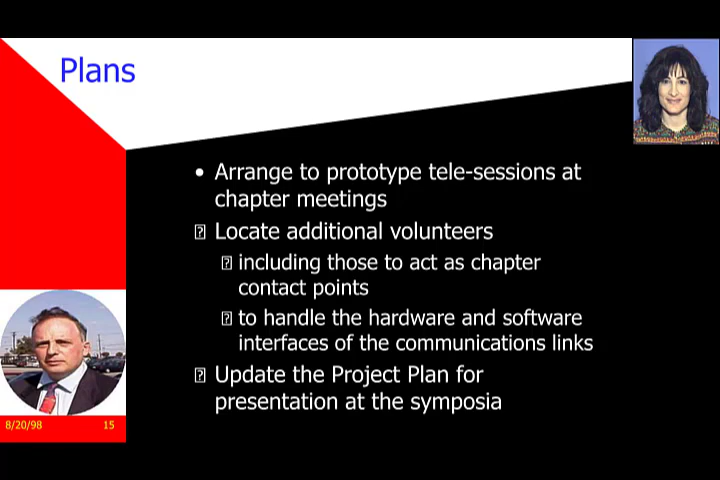 Plans
• Arrange to prototype tele-sessions at
chapter meetings
Locate additional volunteers
including those to act as chapter
contact points
to handle the hardware and software
interfaces of the communications links
Update the Project Plan for
presentation at the symposia
8/20/98 15